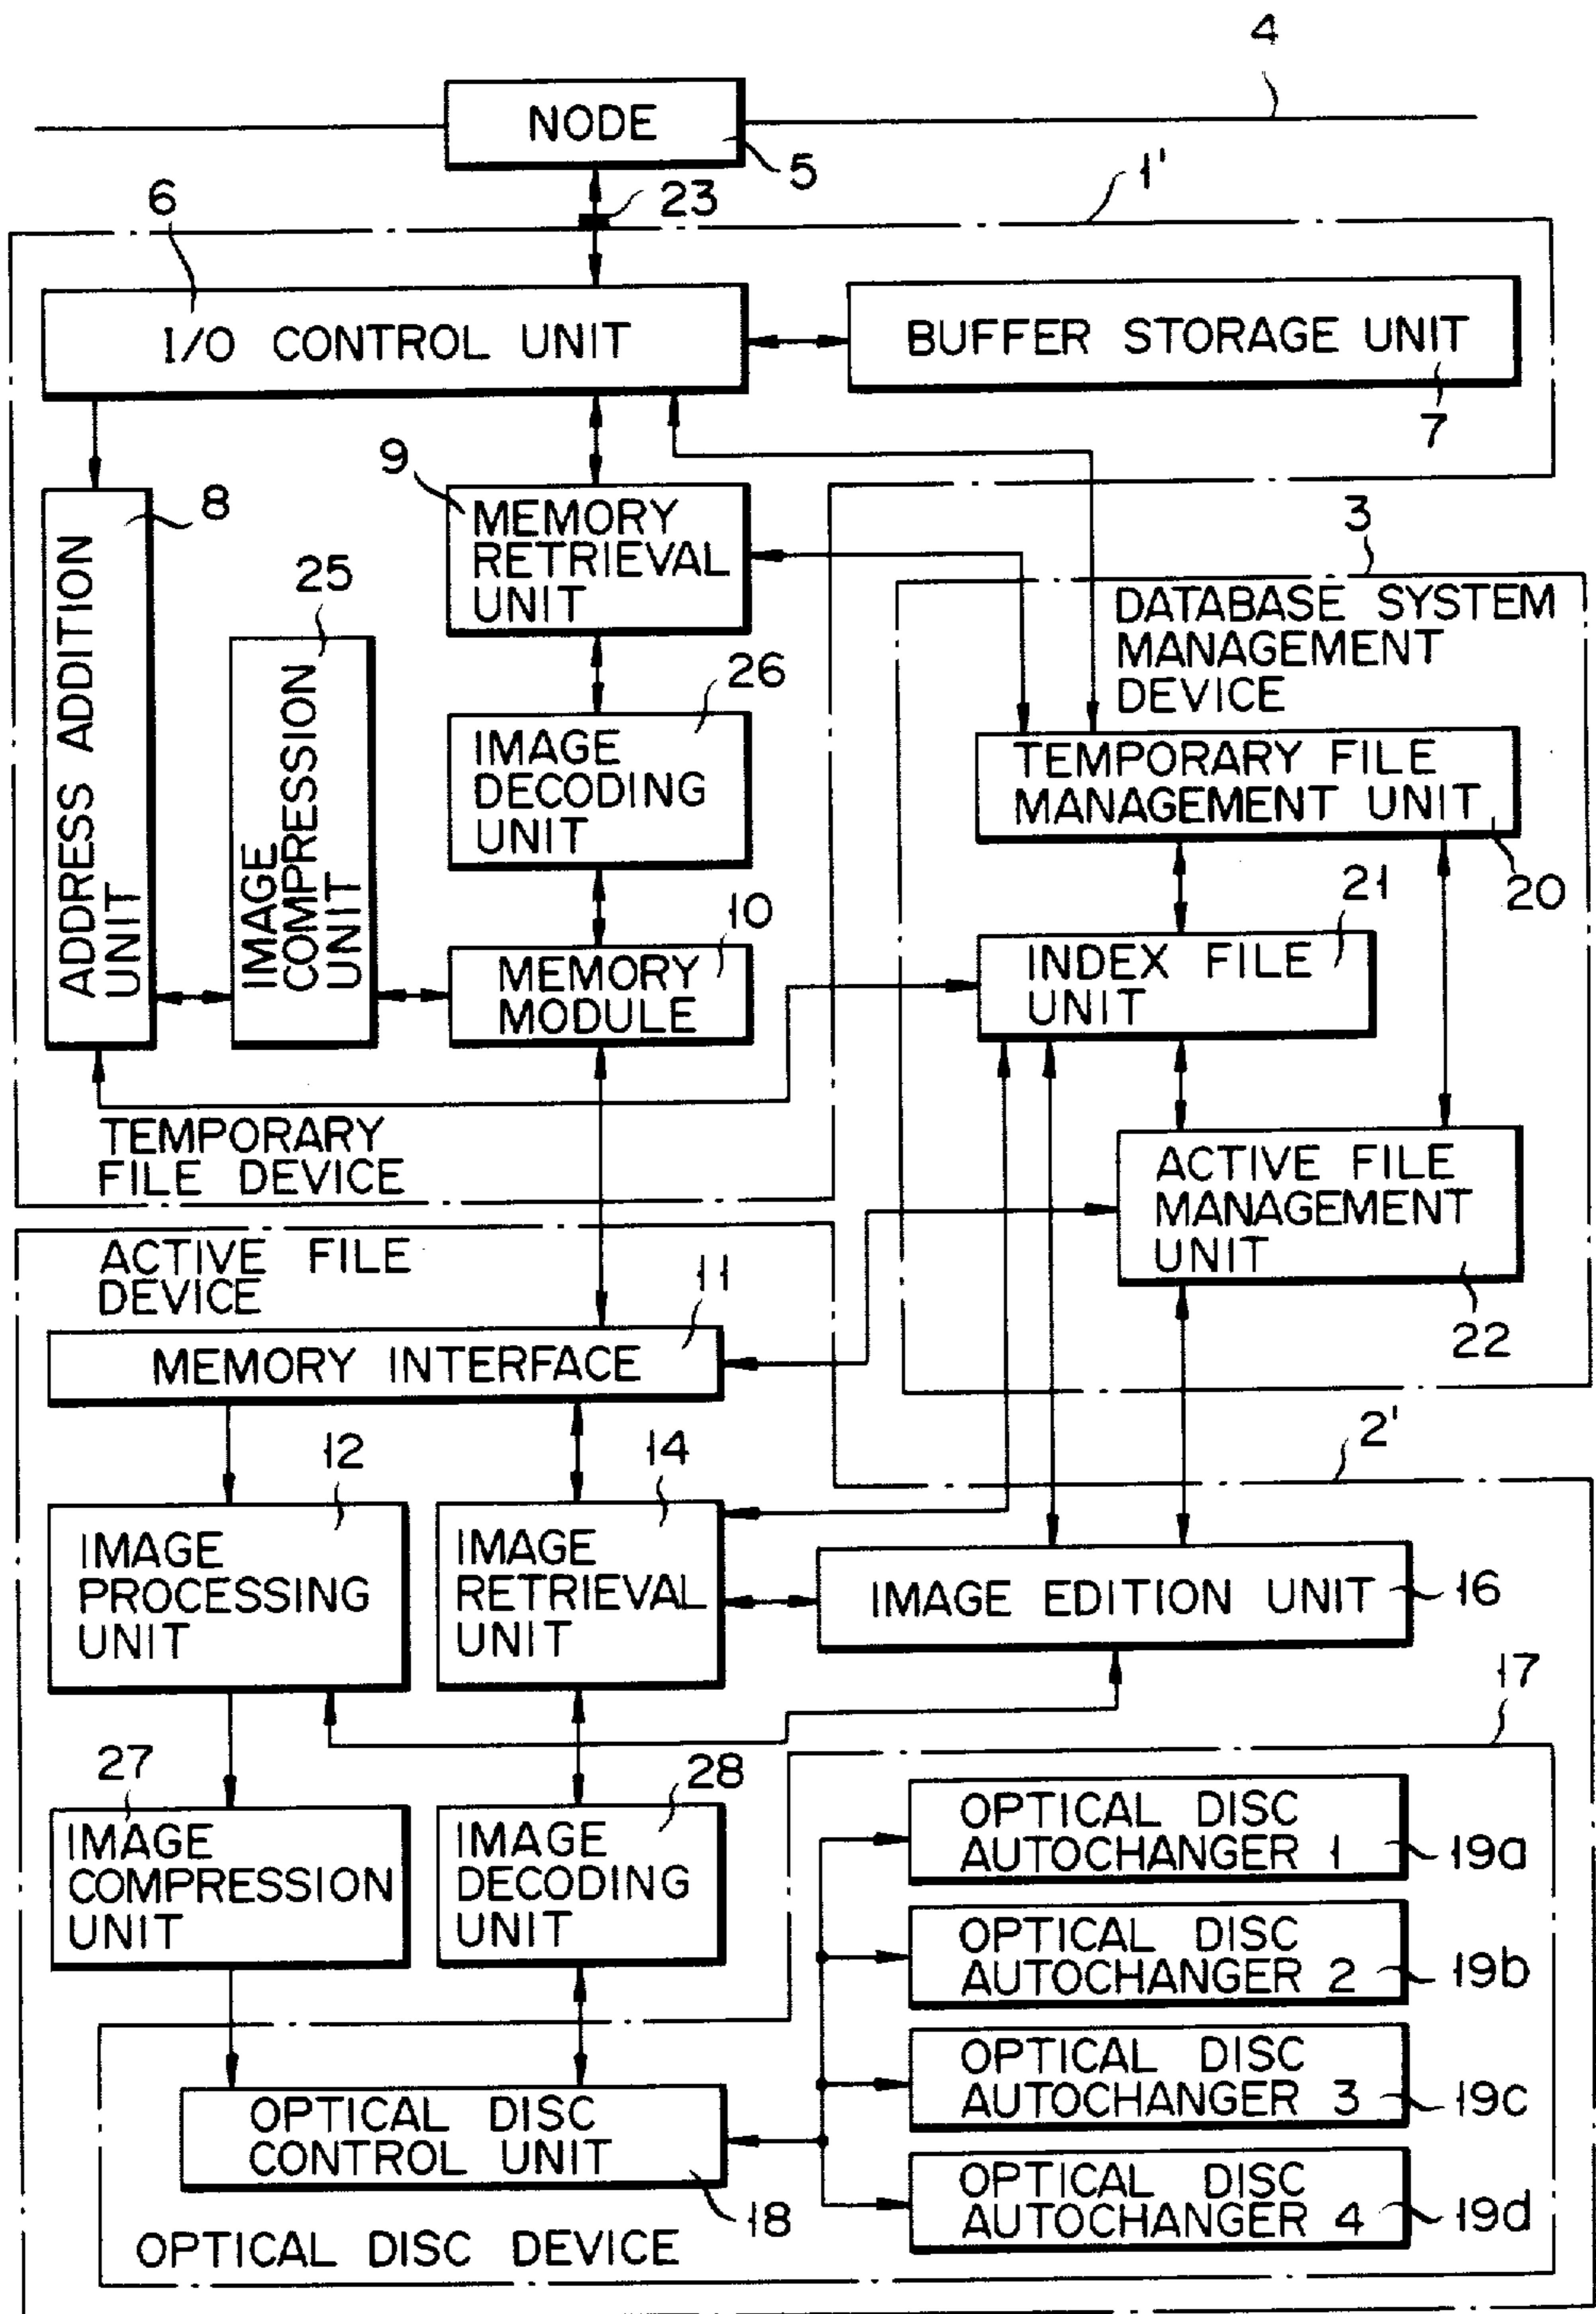 4
NODE
5
1'
6
23
I/O CONTROL UNIT
BUFFER STORAGE UNIT
7
9
8
MEMORY
RETRIEVAL
UNIT
3
DATABASE SYSTEM
MANAGEMENT
DEVICE
ADDRESS ADDITION
UNIT
25
IMAGE
COMPRESSION
UNIT
26
IMAGE
DECODING
UNIT
TEMPORARY FILE
MANAGEMENT UNIT
20
10
21
MEMORY
MODULE
INDEX FILE
UNIT
TEMPORARY
FILE DEVICE
ACTIVE FILE
MANAGEMENT
UNIT
22
ACTIVE FILE
DEVICE
11
MEMORY INTERFACE
2'
12
14
IMAGE
PROCESSING
UNIT
IMAGE
RETRIEVAL
UNIT
IMAGE EDITION UNIT
16
17
27
28
IMAGE
COMPRESSION
UNIT
IMAGE
DECODING
UNIT
OPTICAL DISC
AUTOCHANGER 1
19a
OPTICAL DISC
AUTOCHANGER 2
19b
OPTICAL DISC
AUTOCHANGER 3
19c
OPTICAL DISC
AUTOCHANGER 4
19d
OPTICAL DISC
CONTROL UNIT
18
OPTICAL DISC DEVICE